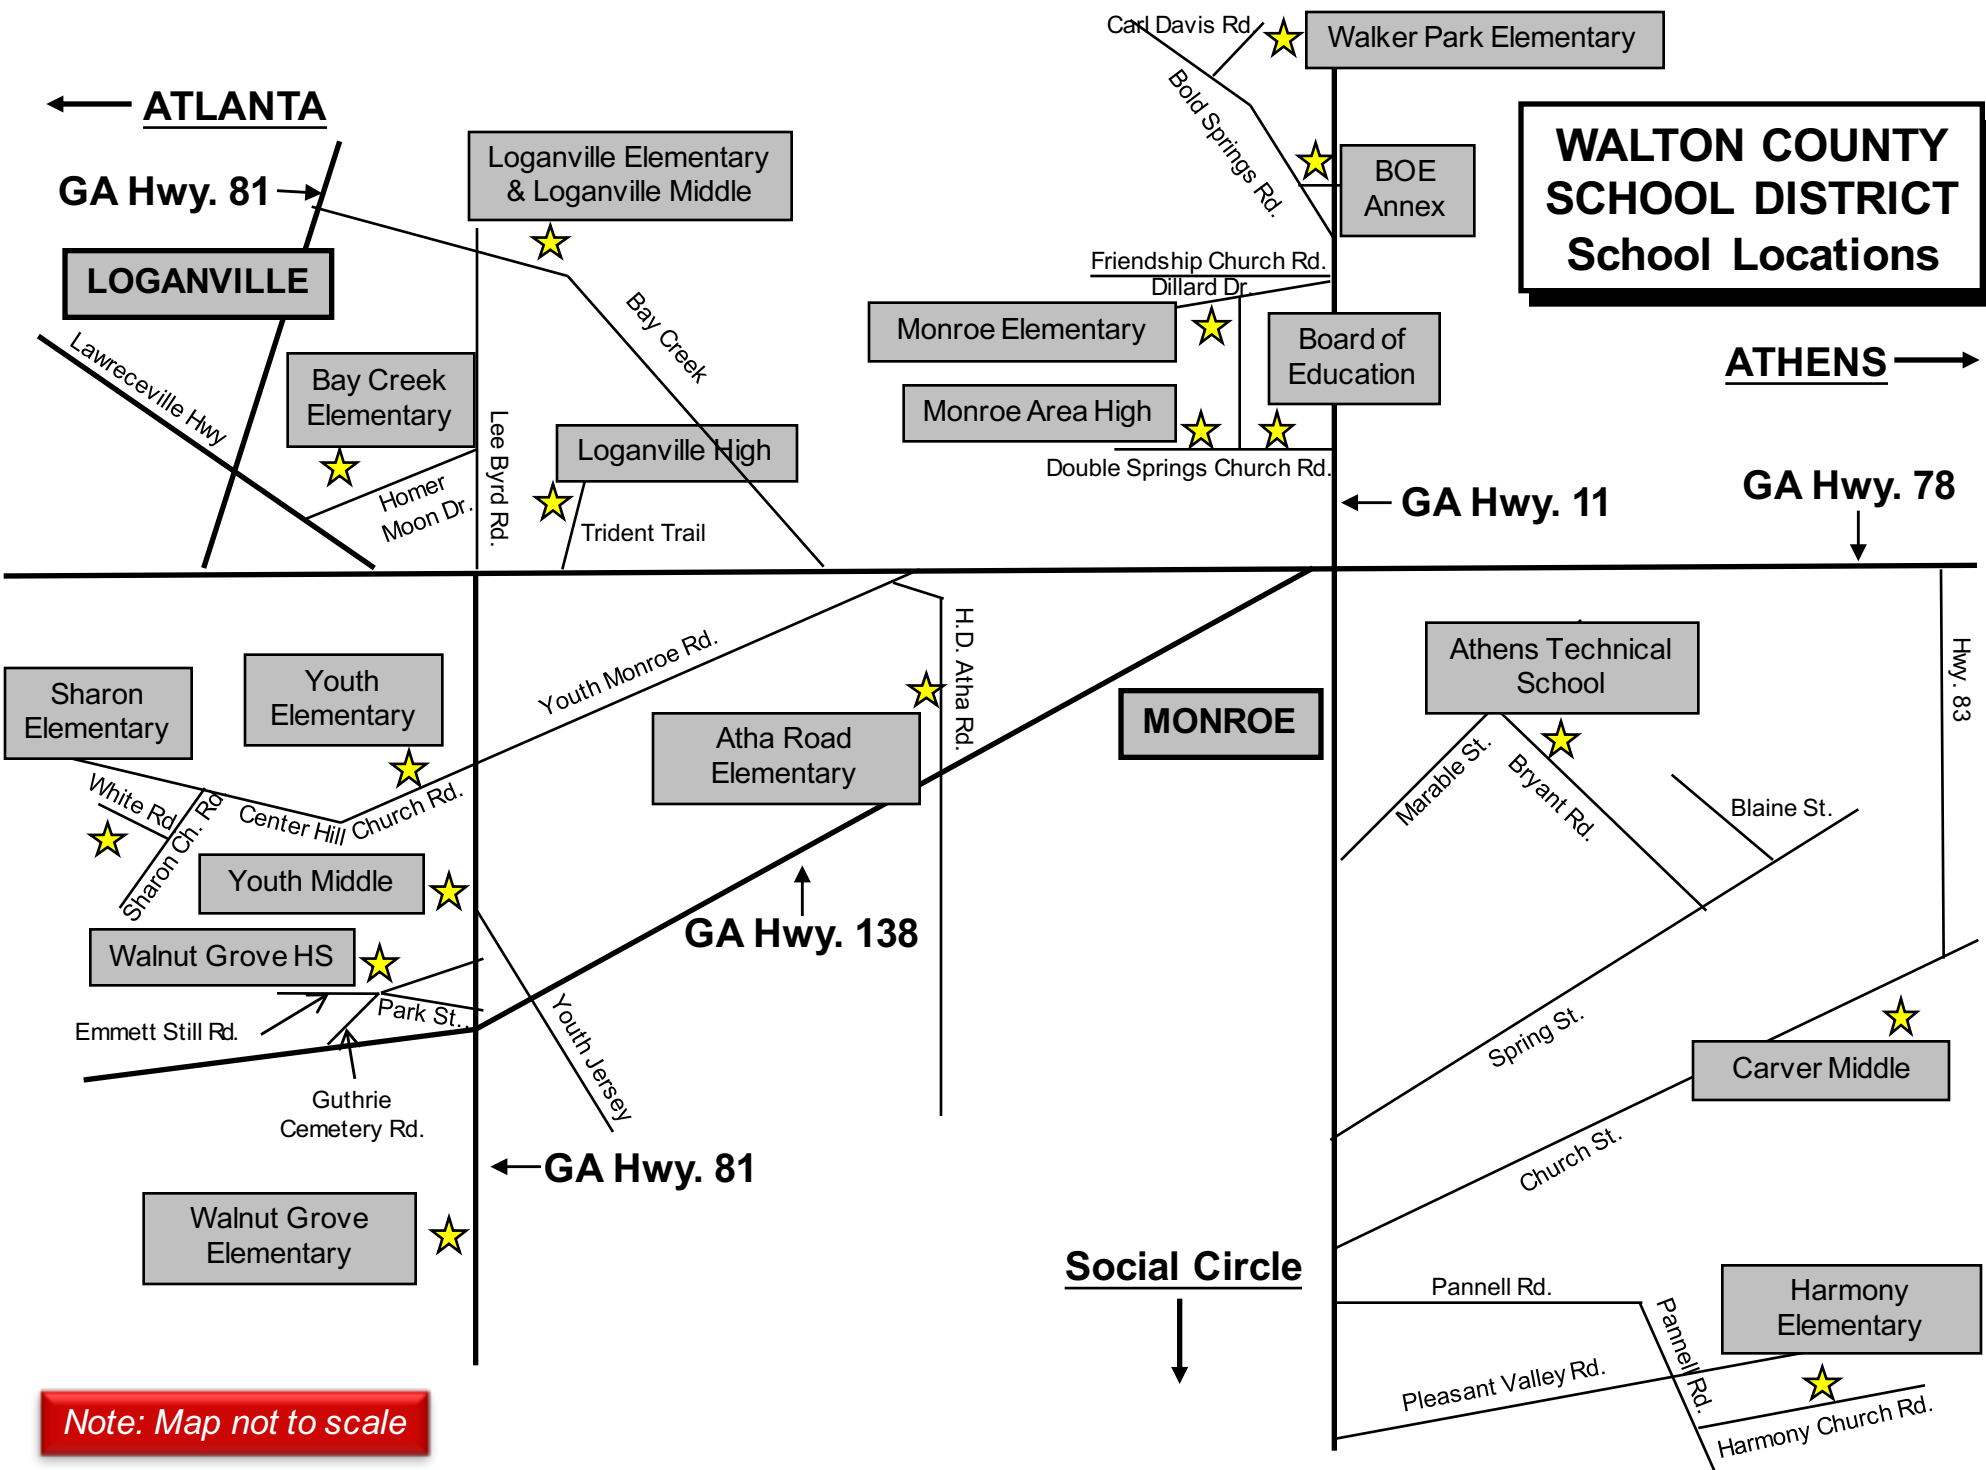 Carl Davis Rd.
Walker Park Elementary
ATLANTA
Bold Springs Rd.
WALTON COUNTY
SCHOOL DISTRICT
School Locations
Loganville Elementary
& Loganville Middle
GA Hwy. 81
BOE
Annex
LOGANVILLE
Friendship Church Rd.
Dillard Dr.
Bay Creek
Monroe Elementary
Board of
Education
ATHENS
Lawreceville Hwy
Bay Creek
Elementary
Monroe Area High
Lee Byrd Rd.
Loganville High
Double Springs Church Rd.
Homer
Moon Dr.
GA Hwy. 11
GA Hwy. 78
Trident Trail
H.D. Atha Rd.
Youth Monroe Rd.
Athens Technical
School
Hwy. 83
Sharon
Elementary
Youth
Elementary
MONROE
Atha Road
Elementary
Marable St.
Bryant Rd.
Blaine St.
White Rd.
Sharon Ch. Rd
Center Hill Church Rd.
Youth Middle
GA Hwy. 138
Walnut Grove HS
Park St..
Emmett Still Rd.
Youth Jersey
Spring St.
Carver Middle
Guthrie
Cemetery Rd.
Church St.
GA Hwy. 81
Walnut Grove
Elementary
Social Circle
Pannell Rd.
Pannell Rd.
Harmony
Elementary
Pleasant Valley Rd.
Harmony Church Rd.
Note: Map not to scale